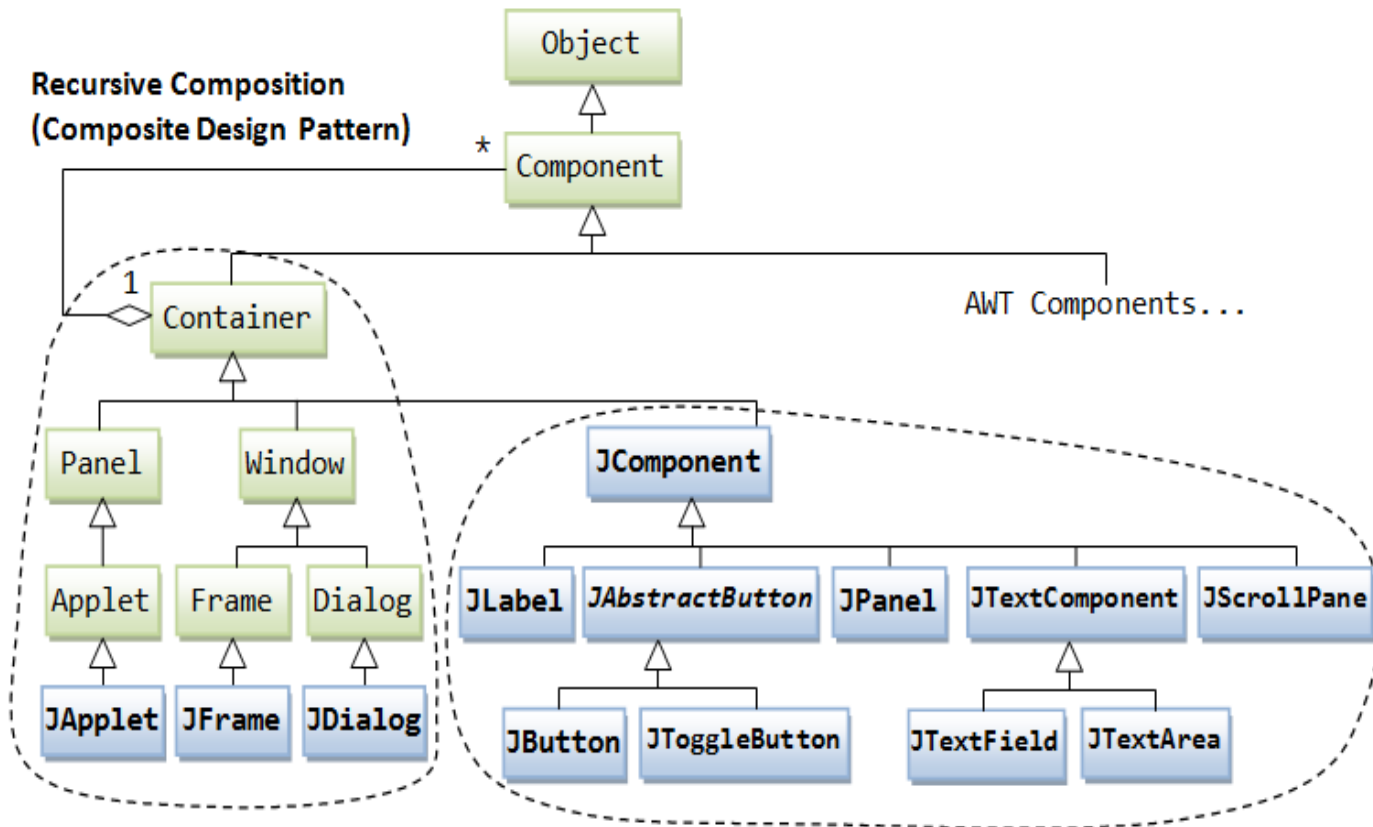 Object
Recursive Composition
(Composite Design Pattern)
*
Component
1
Container
AWT Components...
Panel
Window
JComponent
Applet
Frame
Dialog
JLabel
JAbstractButton
JPanel
JTextComponent
JScrollPane
JApplet
JFrame
JDialog
JButton
JToggleButton
JTextField
JTextArea